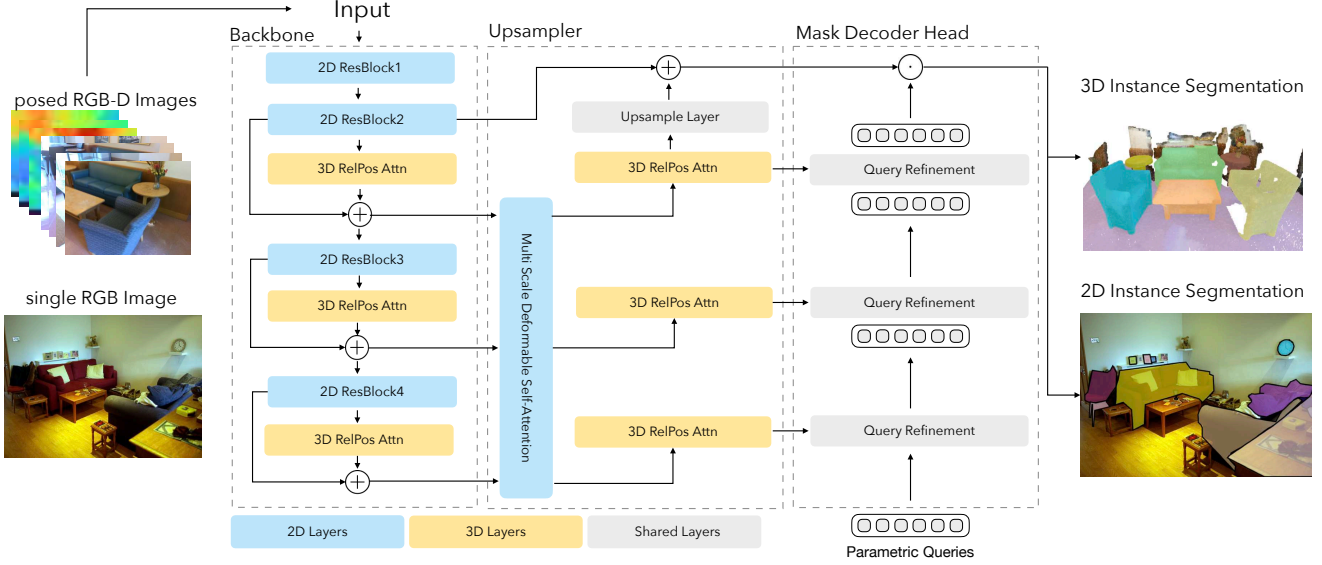 Input
Backbone
Upsampler
Mask Decoder Head
posed RGB-D Images
single RGB Image
2D ResBlock1
2D ResBlock2
3D RelPos Attn
2D ResBlock3
3D RelPos Attn
2D ResBlock4
3D RelPos Attn
Multi Scale Deformable Self-Attention
Upsample Layer
3D RelPos Attn
3D RelPos Attn
3D RelPos Attn
Query Refinement
Query Refinement
Query Refinement
Parametric Queries
3D Instance Segmentation
2D Instance Segmentation
2D Layers
3D Layers
Shared Layers